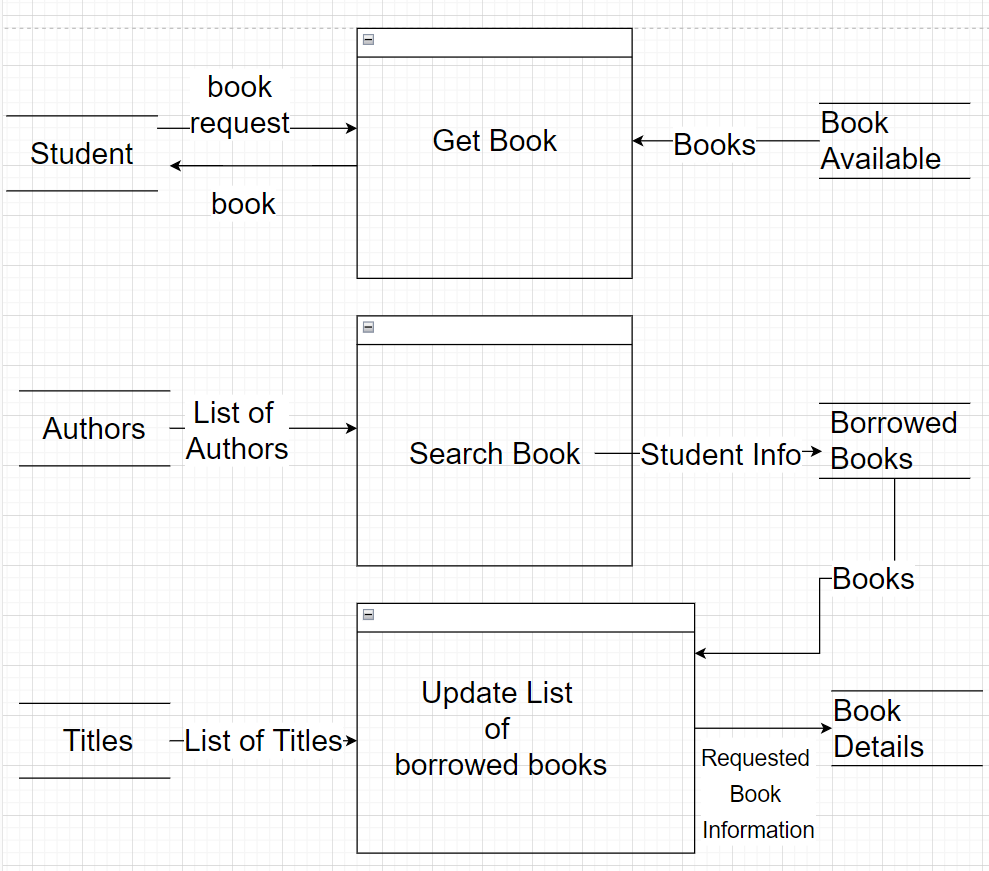 book
request
Student
book
Get Book
Books
Book
Available
Authors
List of
Authors
Search Book
Student Info
Borrowed
Books
Books
Titles
List of Titles
Update List
of
borrowed books
Requested
Book
Information
Book
Details